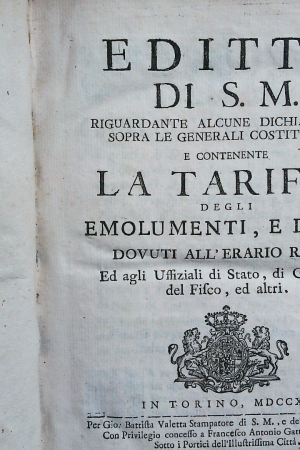 EDITT
DI S. M.
RIGUARDANTE ALCUNE DICHI
SOPRA LE GENERALI COSTIT
E CONTENENTE
LA TARIF
DEGLI
EMOLUMENTI, E D
DOVUTI ALL'ERARIO R
Ed agli Uffiziali di Stato, di G
del Fisco, ed altri.
IN TORINO, MDCCX
Per Gio: Battista Valetta Stampatore di S. M., e de
Con Privilegio concesso a Francesco Antonio Gatt
Sotto i Portici dell'Illustrissima Città.